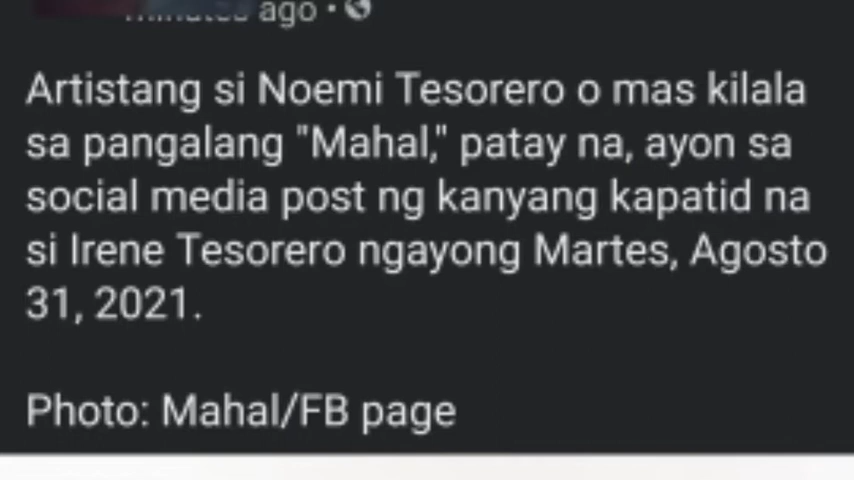 minutes ago ·
Artistang si Noemi Tesorero o mas kilala
sa pangalang "Mahal," patay na, ayon sa
social media post ng kanyang kapatid na
si Irene Tesorero ngayong Martes, Agosto
31, 2021.
Photo: Mahal/FB page